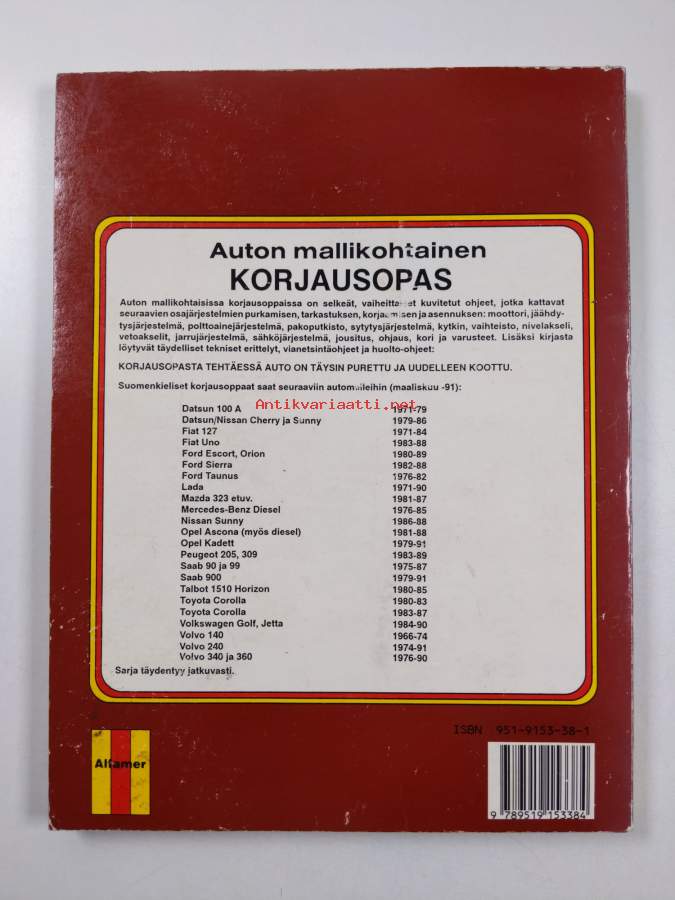 Auton mallikohtainen
KORJAUSOPAS
Auton mallikohtaisissa korjausoppaissa on selkeät, vaiheittaiset kuvitetut ohjeet, jotka kattavat
seuraavien osajärjestelmien purkamisen, tarkastuksen, korjaamisen ja asennuksen: moottori, jäähdy-
tysjärjestelmä, polttoainejärjestelmä, pakoputkisto, sytytysjärjestelmä, kytkin, vaihteisto, nivelakseli,
vetoakselit, jarrujärjestelmä, sähköjärjestelmä, jousitus, ohjaus, kori ja varusteet. Lisäksi kirjasta
löytyvät täydelliset tekniset erittelyt, vianetsintäohjeet ja huolto-ohjeet:
KORJAUSOPASTA TEHTÄESSÄ AUTO ON TÄYSIN PURETTU JA UUDELLEEN KOOTTU.
Suomenkieliset korjausoppaat saat seuraaviin automalleihin (maaliskuu -91):
Antikvariaatti.net
Datsun 100 A 1971-79
Datsun/Nissan Cherry ja Sunny 1979-86
Fiat 127 1971-84
Fiat Uno 1983-88
Ford Escort, Orion 1980-89
Ford Sierra 1982-88
Ford Taunus 1976-82
Lada 1971-90
Mazda 323 etuv. 1981-87
Mercedes-Benz Diesel 1976-85
Nissan Sunny 1986-88
Opel Ascona (myös diesel) 1981-88
Opel Kadett 1979-91
Peugeot 205, 309 1983-89
Saab 90 ja 99 1975-87
Saab 900 1979-91
Talbot 1510 Horizon 1980-85
Toyota Corolla 1980-83
Toyota Corolla 1983-87
Volkswagen Golf, Jetta 1984-90
Volvo 140 1966-74
Volvo 240 1974-91
Volvo 340 ja 360 1976-90
Sarja täydentyy jatkuvasti.
ISBN 951-9153-38-1
Alfamer
9 789519 153384